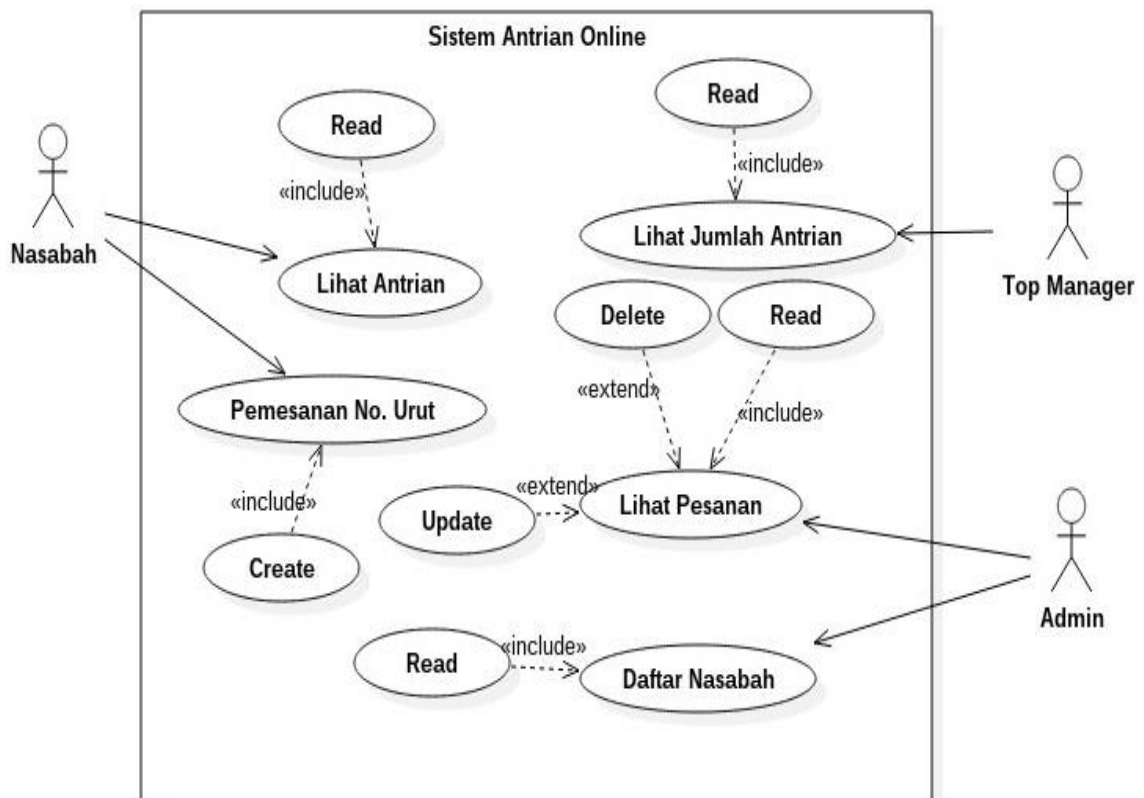 Sistem Antrian Online
Read
Read
«include»
«include»
Nasabah
Lihat Jumlah Antrian
Lihat Antrian
Top Manager
Delete
Read
«extend»
«include»
Pemesanan No. Urut
«include»
«extend»
Lihat Pesanan
Update
Create
Admin
«include»
Read
Daftar Nasabah